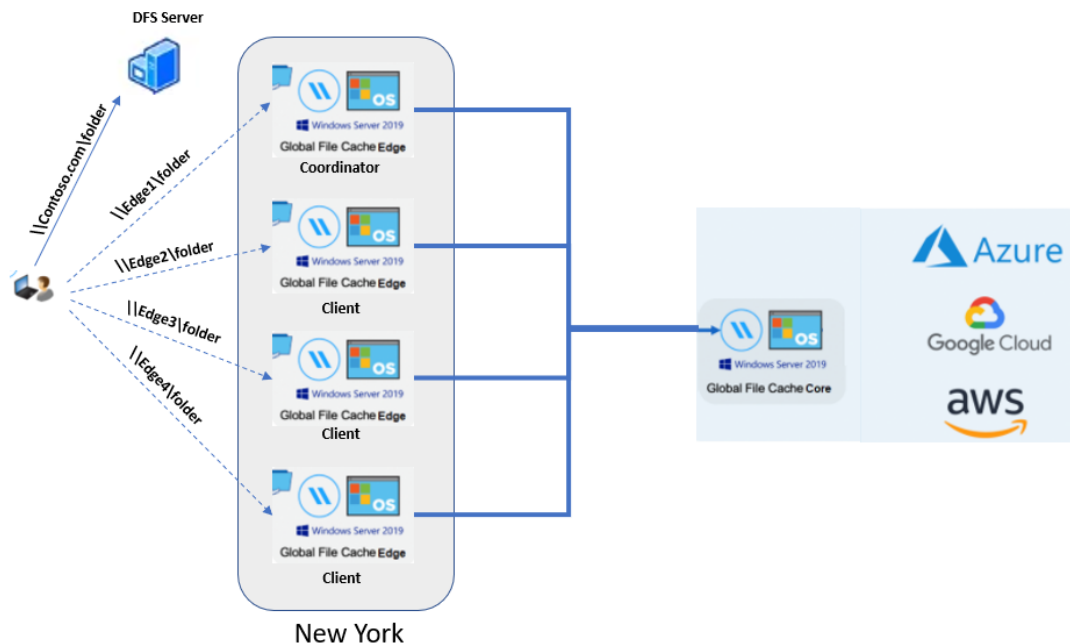 DFS Server
\\Contoso.com\folder
\\Edge1\folder
\\Edge2\folder
\\Edge3\folder
\\Edge4\folder
OS
Windows Server 2019
Global File Cache Edge
Coordinator
OS
Windows Server 2019
Global File Cache Edge
Client
OS
Windows Server 2019
Global File Cache Edge
Client
OS
Windows Server 2019
Global File Cache Edge
Client
New York
OS
Windows Server 2019
Global File Cache Core
Azure
Google Cloud
aws